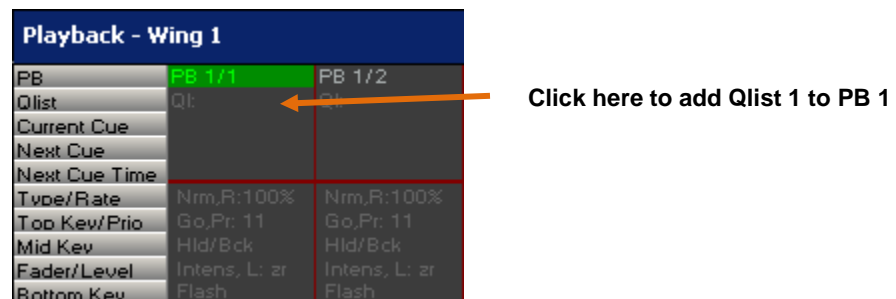 Playback - Wing 1
PB PB 1/1 PB 1/2
Qlist Ql: Ql:
Current Cue
Next Cue
Next Cue Time
Type/Rate Nrm,R:100% Nrm,R:100%
Top Key/Prio Go,Pr: 11 Go,Pr: 11
Mid Key Hld/Bck Hld/Bck
Fader/Level Intens, L: zr Intens, L: zr
Bottom Key Flash Flash
Click here to add Qlist 1 to PB 1